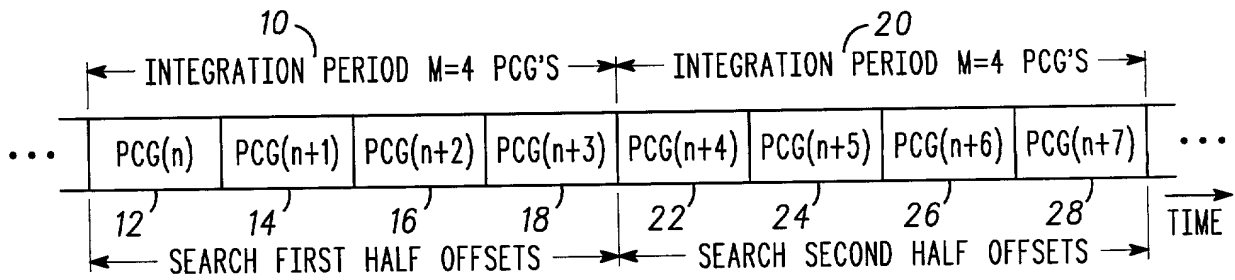 10 20
INTEGRATION PERIOD M=4 PCG'S INTEGRATION PERIOD M=4 PCG'S
••• PCG(n) PCG(n+1) PCG(n+2) PCG(n+3) PCG(n+4) PCG(n+5) PCG(n+6) PCG(n+7) •••
12 14 16 18 22 24 26 28 TIME
SEARCH FIRST HALF OFFSETS SEARCH SECOND HALF OFFSETS